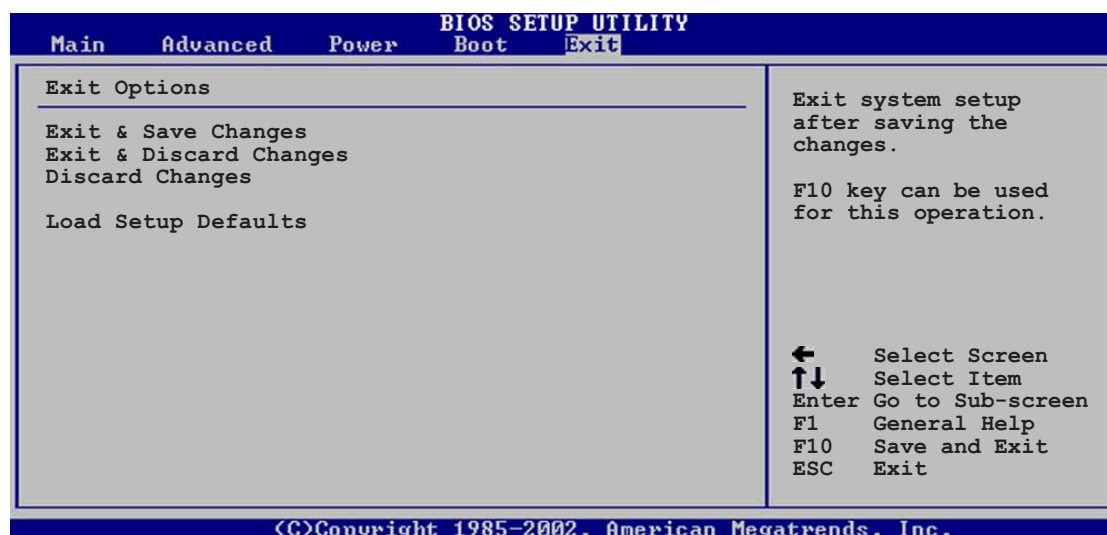 BIOS SETUP UTILITY
Main Advanced Power Boot Exit
Exit Options
Exit & Save Changes
Exit & Discard Changes
Discard Changes
Load Setup Defaults
Exit system setup
after saving the
changes.
F10 key can be used
for this operation.
← Select Screen
↑↓ Select Item
Enter Go to Sub-screen
F1 General Help
F10 Save and Exit
ESC Exit
(C)Copyright 1985-2002, American Megatrends, Inc.